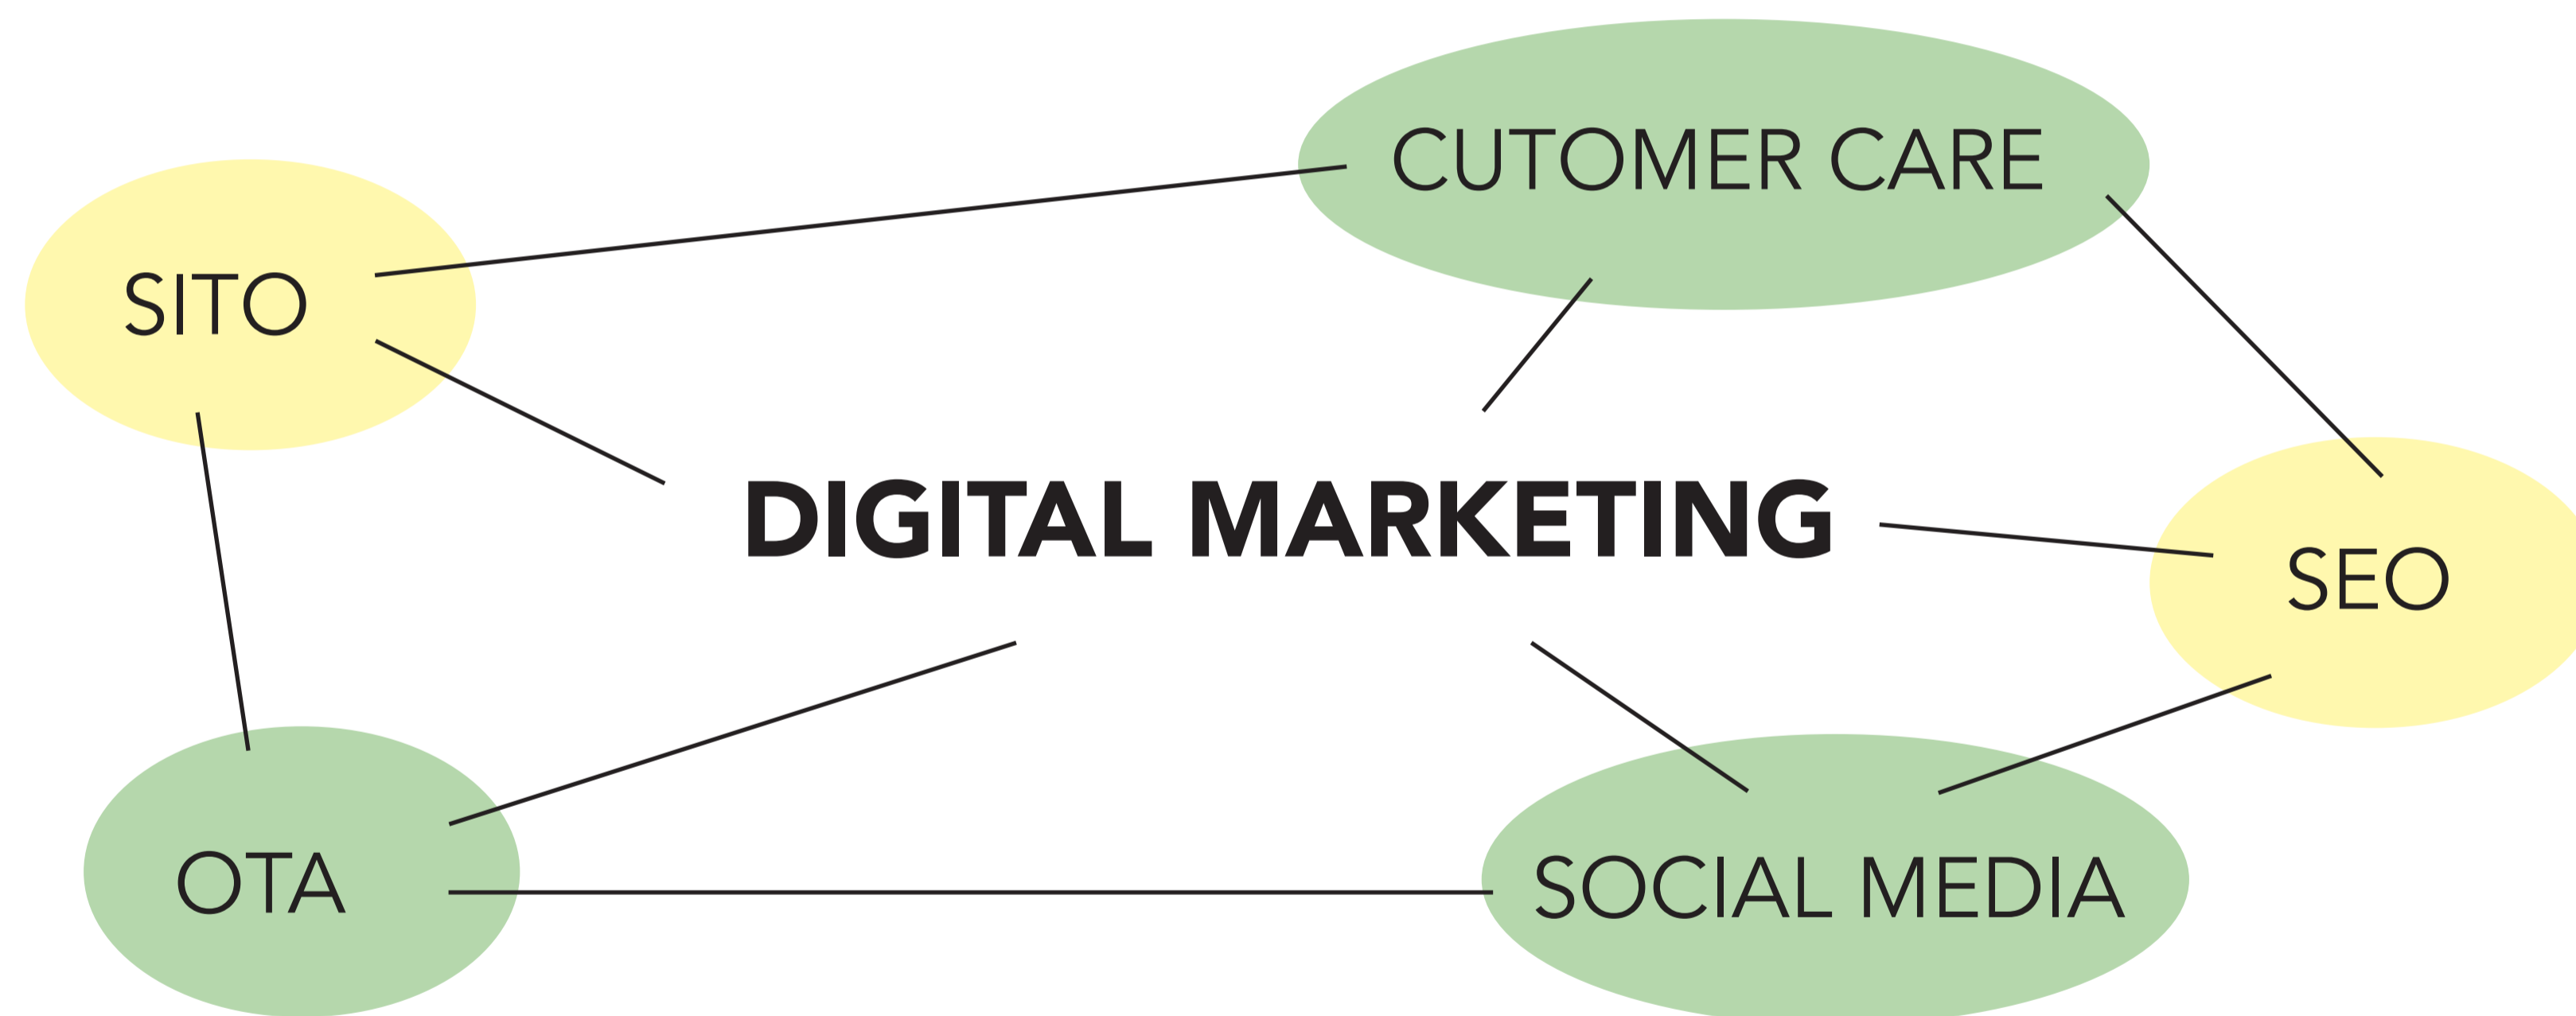 CUTOMER CARE
SITO
DIGITAL MARKETING
SEO
OTA
SOCIAL MEDIA